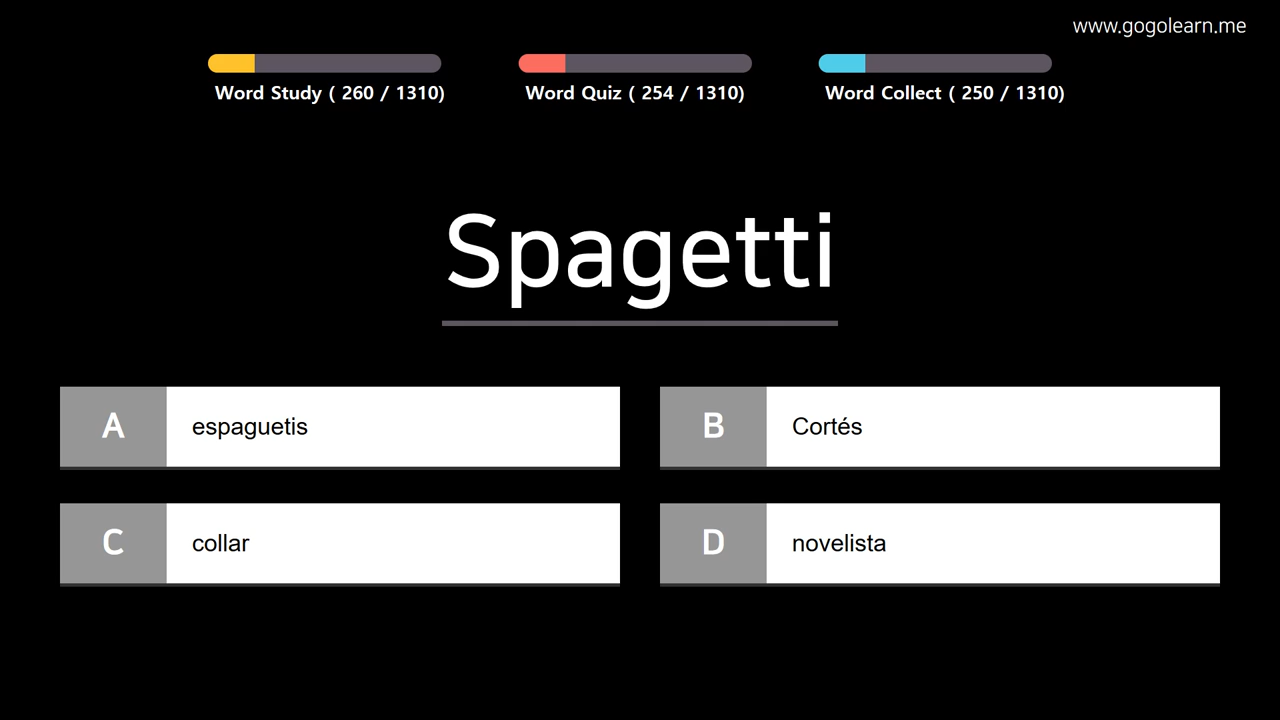 www.gogolearn.me
Word Study ( 260 / 1310)
Word Quiz ( 254 / 1310)
Word Collect ( 250 / 1310)
Spagetti
A
espaguetis
B
Cortés
C
collar
D
novelista